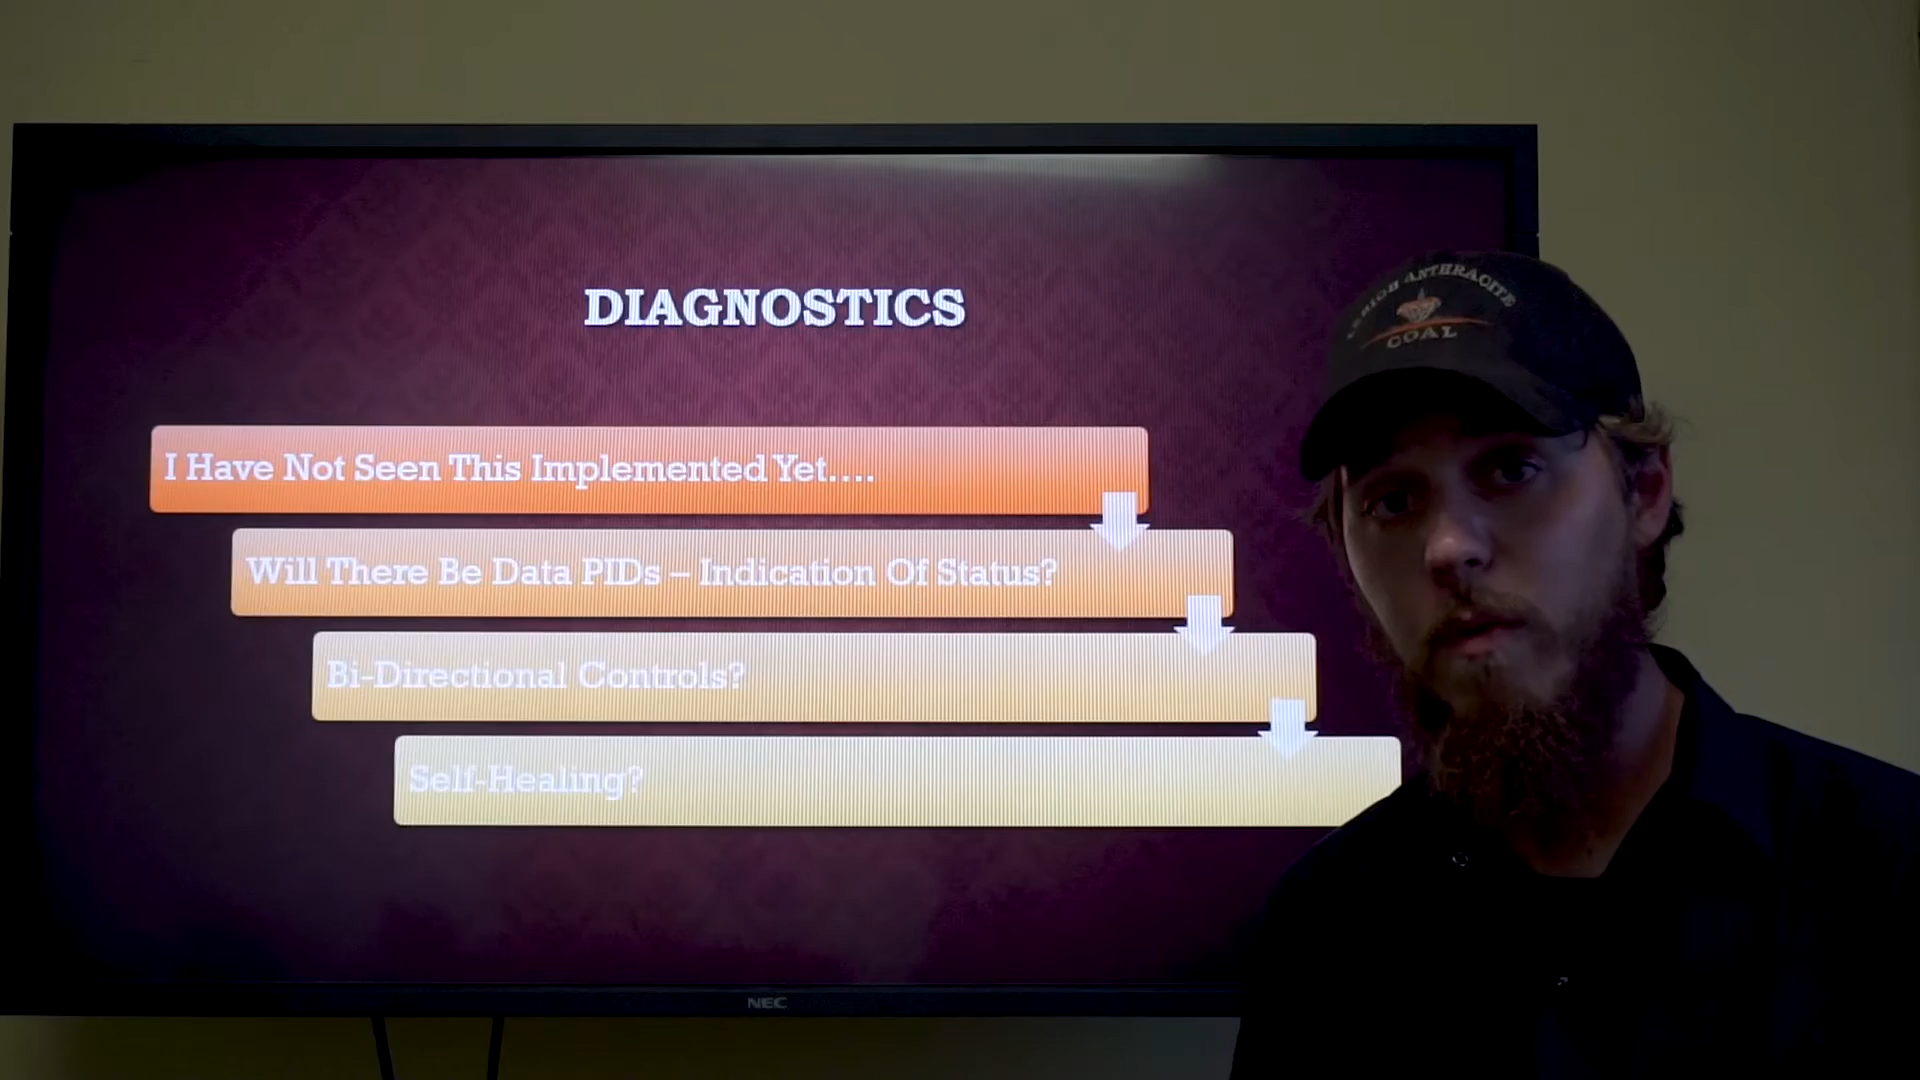 DIAGNOSTICS
I Have Not Seen This Implemented Yet....
Will There Be Data PIDs – Indication Of Status?
Bi-Directional Controls?
Self-Healing?
LEHIGH ANTHRACITE
COAL
NEC